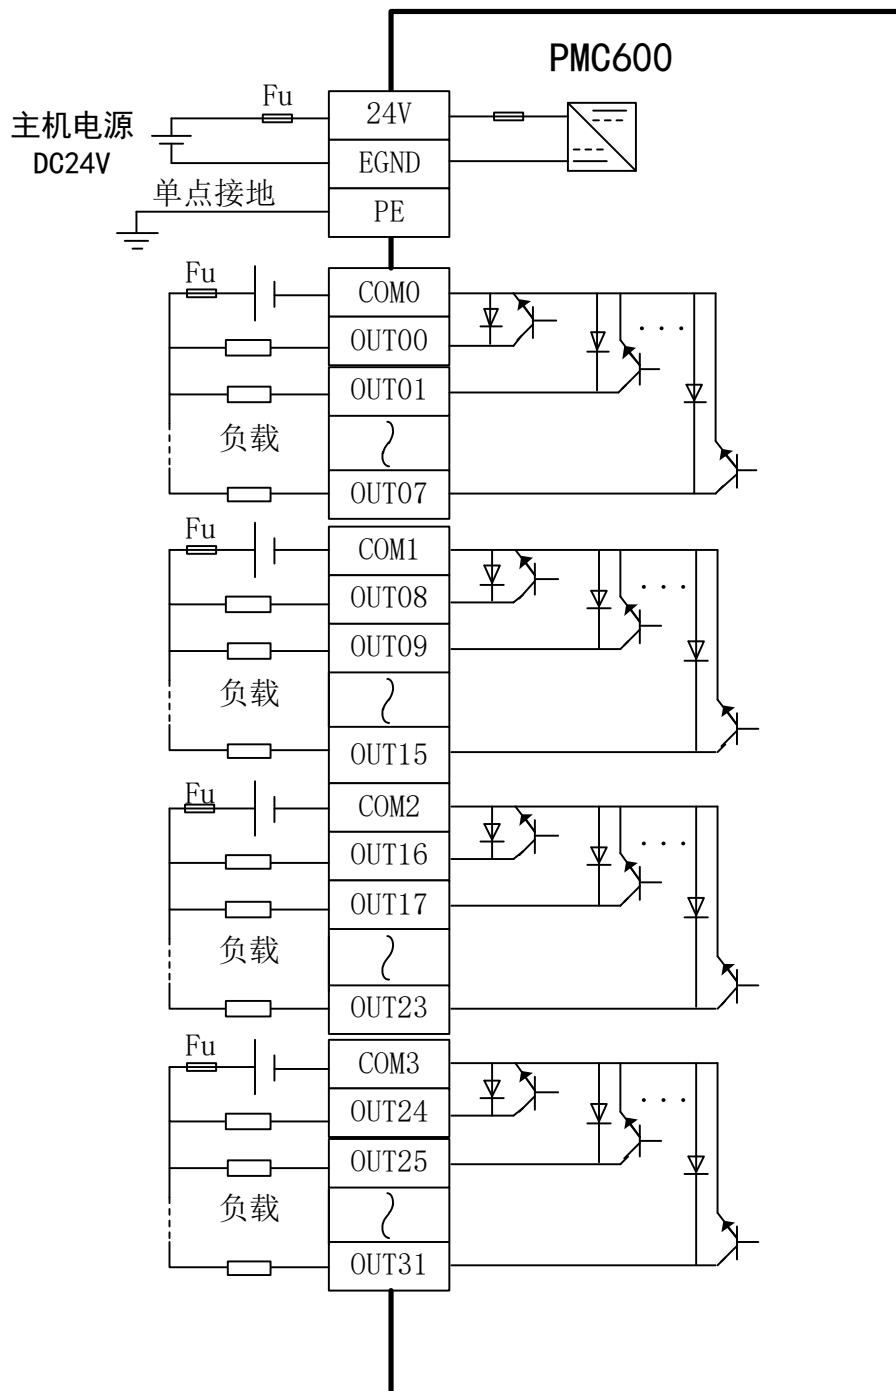 PMC600
Fu
24V
主机电源
DC24V
EGND
单点接地
PE
Fu
COM0
OUT00
OUT01
负载
OUT07
Fu
COM1
OUT08
OUT09
负载
OUT15
Fu
COM2
OUT16
OUT17
负载
OUT23
Fu
COM3
OUT24
OUT25
负载
OUT31